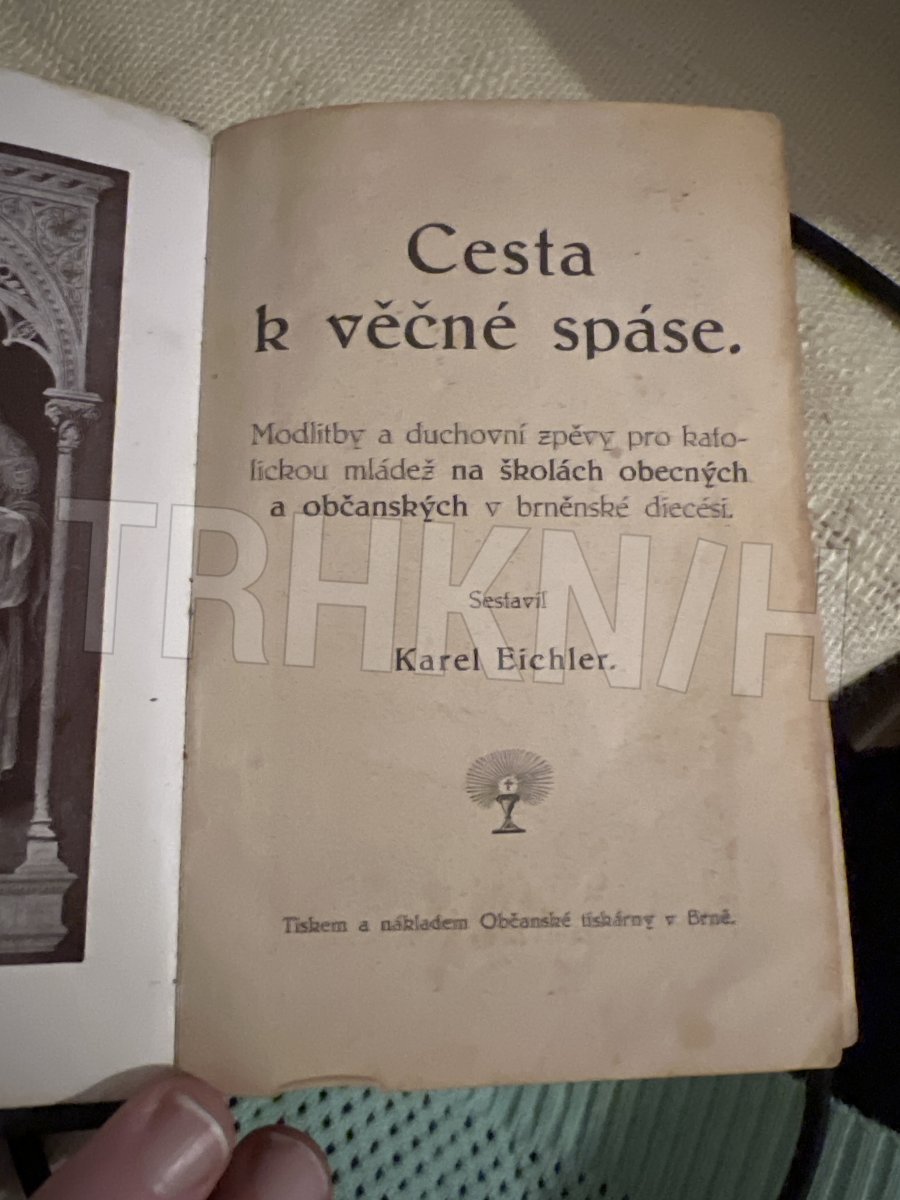 Cesta
k věčné spáse.
Modlitby a duchovní zpěvy pro kato-
lickou mládež na školách obecných
a občanských v brněnské diecési.
Sestavil
Karel Eichler.
Tiskem a nákladem Občanské tiskárny v Brně.
TRHKN/H